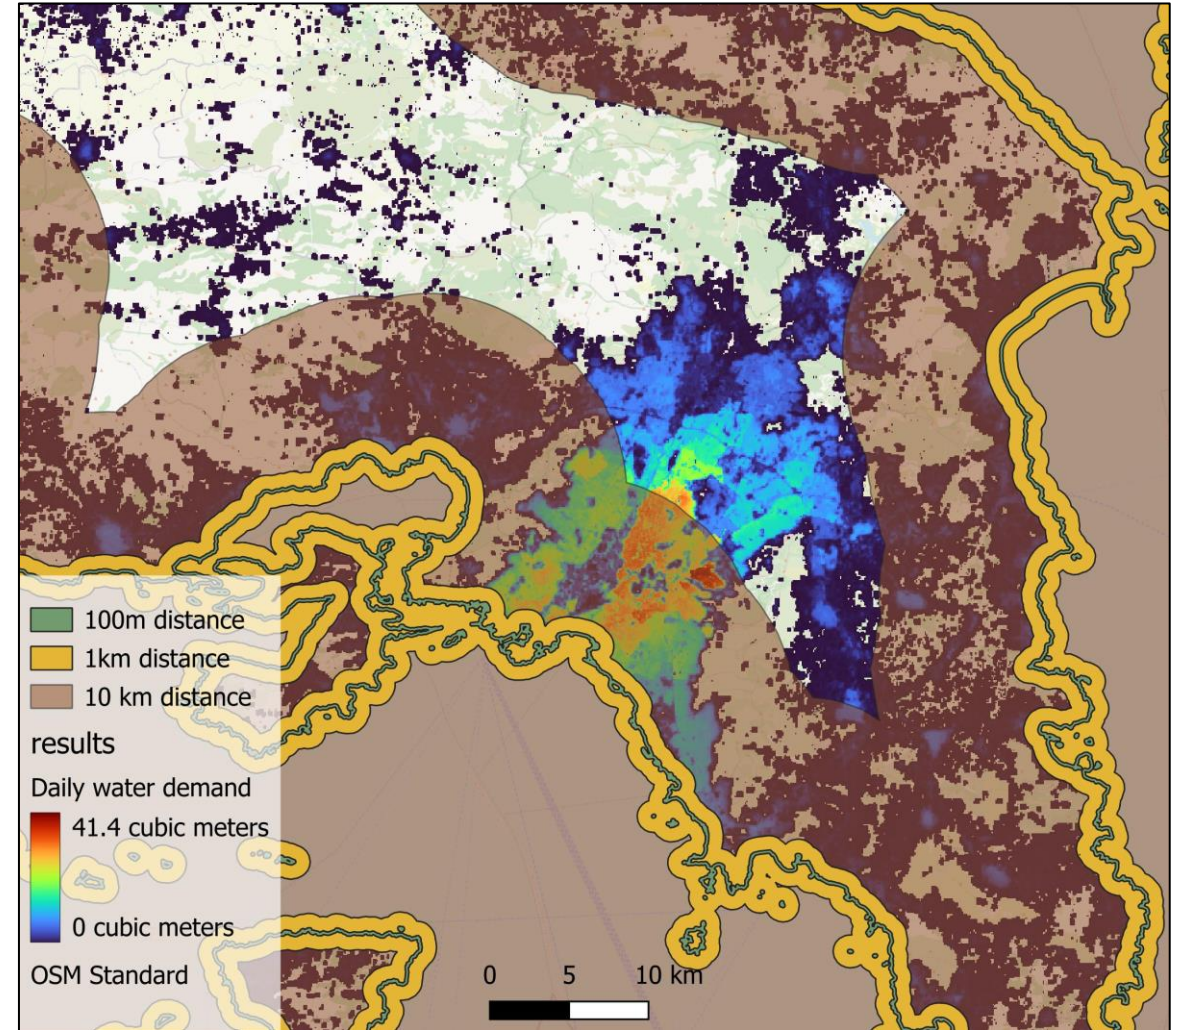 100m distance
1km distance
10 km distance
results
Daily water demand
41.4 cubic meters
0 cubic meters
OSM Standard
0 5 10 km